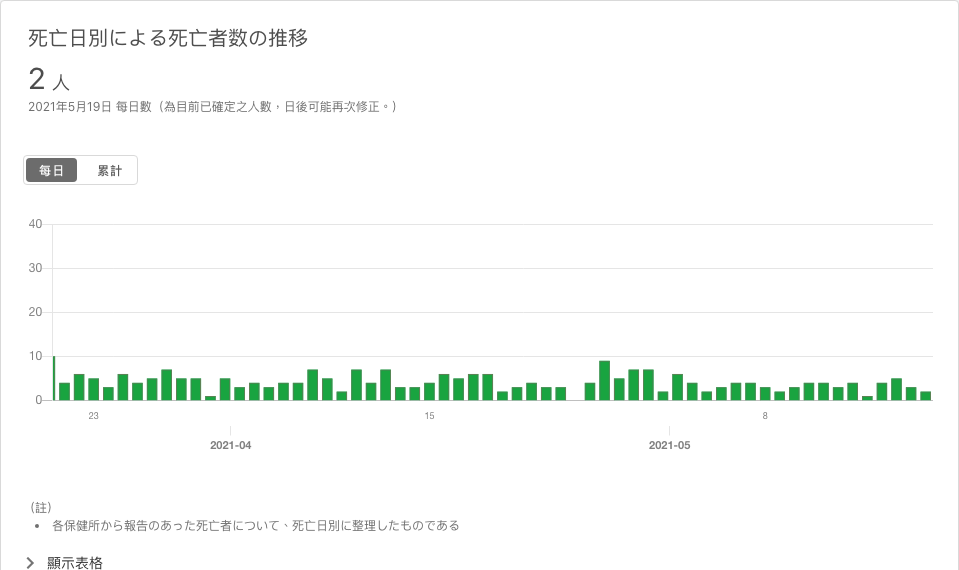 死亡日別による死亡者数の推移
2 人
2021年5月19日 每日數（為目前已確定之人數，日後可能再次修正。）
每日 累計
40
30
20
10
0
23 15 8
2021-04 2021-05
（註）
• 各保健所から報告のあった死亡者について、死亡日別に整理したものである
顯示表格